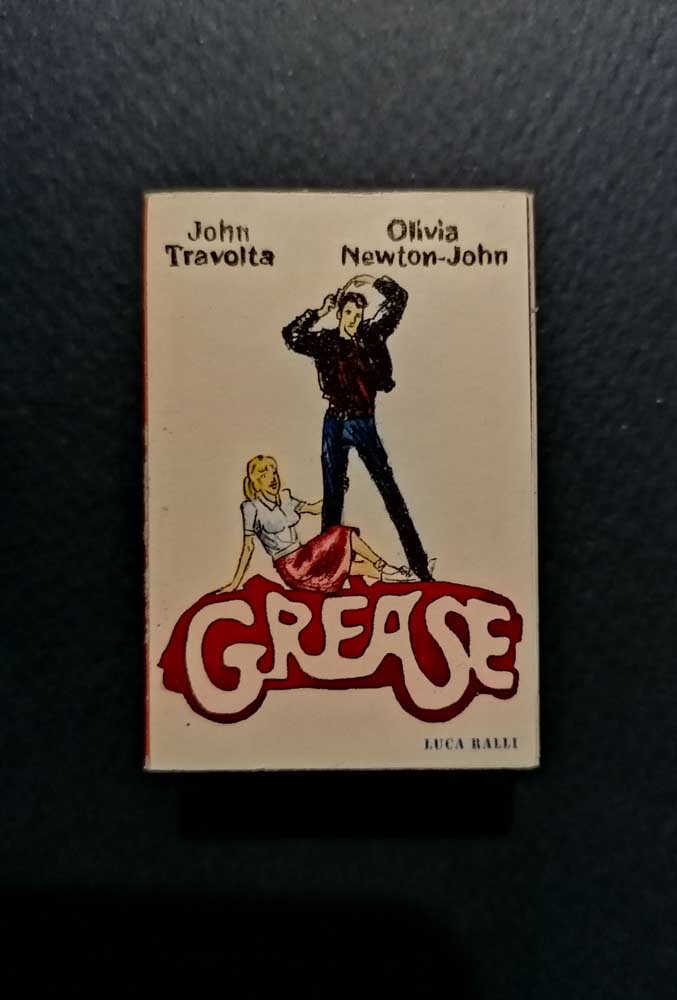 John
Travolta
Olivia
Newton-John
GREASE
LUCA RALLI